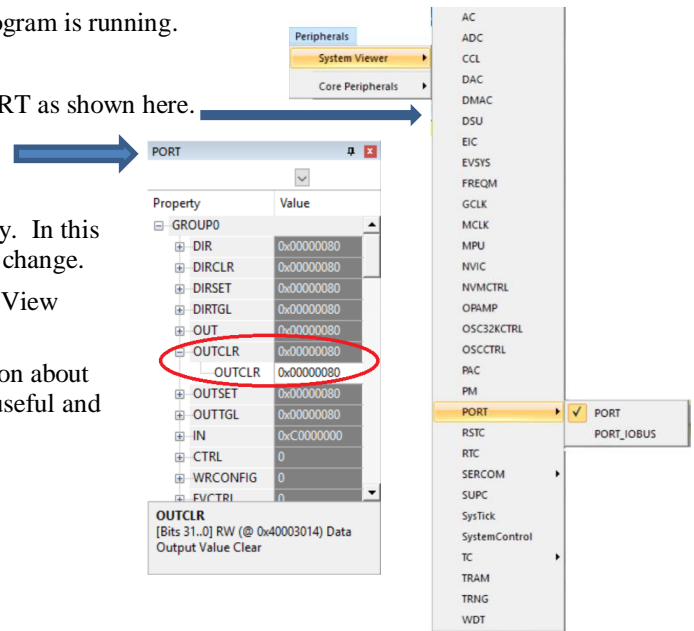 ogram is running.
RT as shown here.
y. In this
change.
View
on about
useful and
Peripherals
System Viewer
Core Peripherals
PORT
Property Value
GROUP0
DIR 0x00000080
DIRCLR 0x00000080
DIRSET 0x00000080
DIRTGL 0x00000080
OUT 0x00000080
OUTCLR 0x00000080
OUTCLR 0x00000080
OUTSET 0x00000080
OUTTGL 0x00000080
IN 0xC0000000
CTRL 0
WRCONFIG 0
EVCTRL 0
OUTCLR
[Bits 31..0] RW (@ 0x40003014) Data
Output Value Clear
AC
ADC
CCL
DAC
DMAC
DSU
EIC
EVSYS
FREQM
GCLK
MCLK
MPU
NVIC
NVMCTRL
OPAMP
OSC32KCTRL
OSCCTRL
PAC
PM
PORT
RSTC
RTC
SERCOM
SUPC
SysTick
SystemControl
TC
TRAM
TRNG
WDT
PORT
PORT_IOBUS